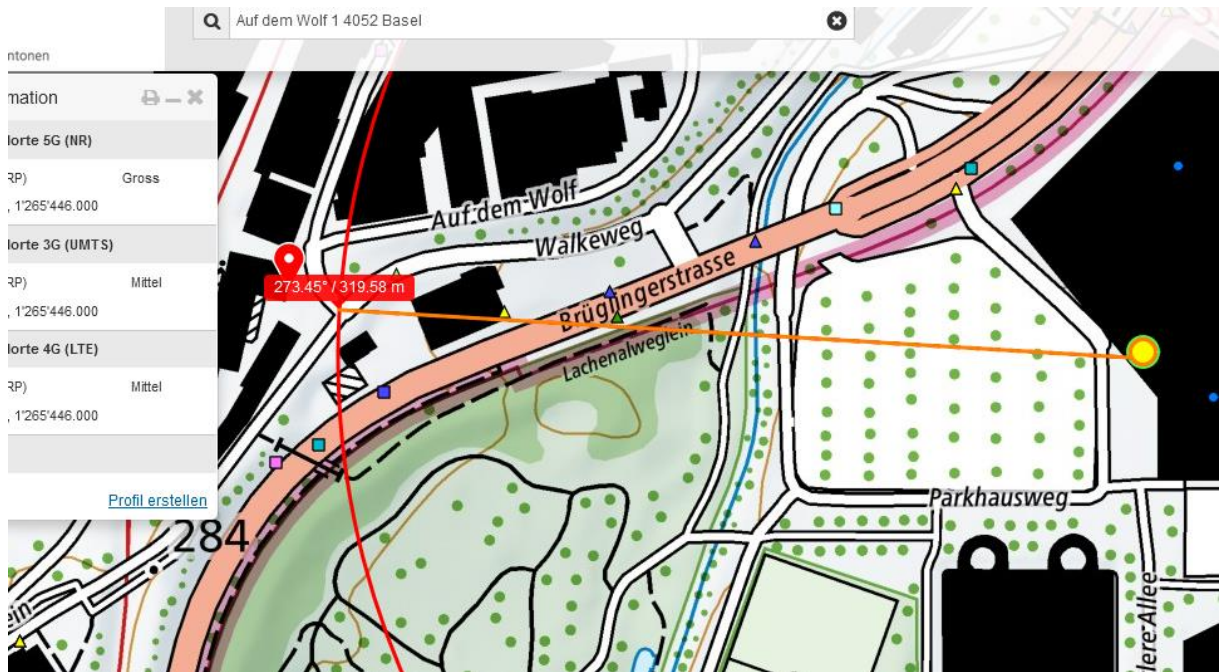 Auf dem Wolf 1 4052 Basel
ntonen
mation
lorte 5G (NR)
RP) Gross
, 1'265'446.000
lorte 3G (UMTS)
RP) Mittel
, 1'265'446.000
lorte 4G (LTE)
RP) Mittel
, 1'265'446.000
Profil erstellen
Auf dem Wolf
Walkeweg
273.45° / 319.58 m
Brüglingerstrasse
Lachenalweglein
Parkhausweg
284
ein
dere Allee